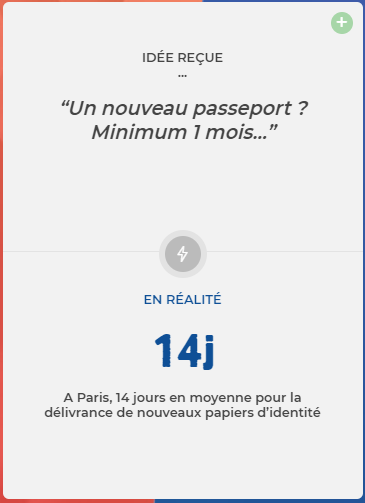 IDÉE REÇUE
...
“Un nouveau passeport ?
Minimum 1 mois...”
EN RÉALITÉ
14j
A Paris, 14 jours en moyenne pour la
délivrance de nouveaux papiers d’identité